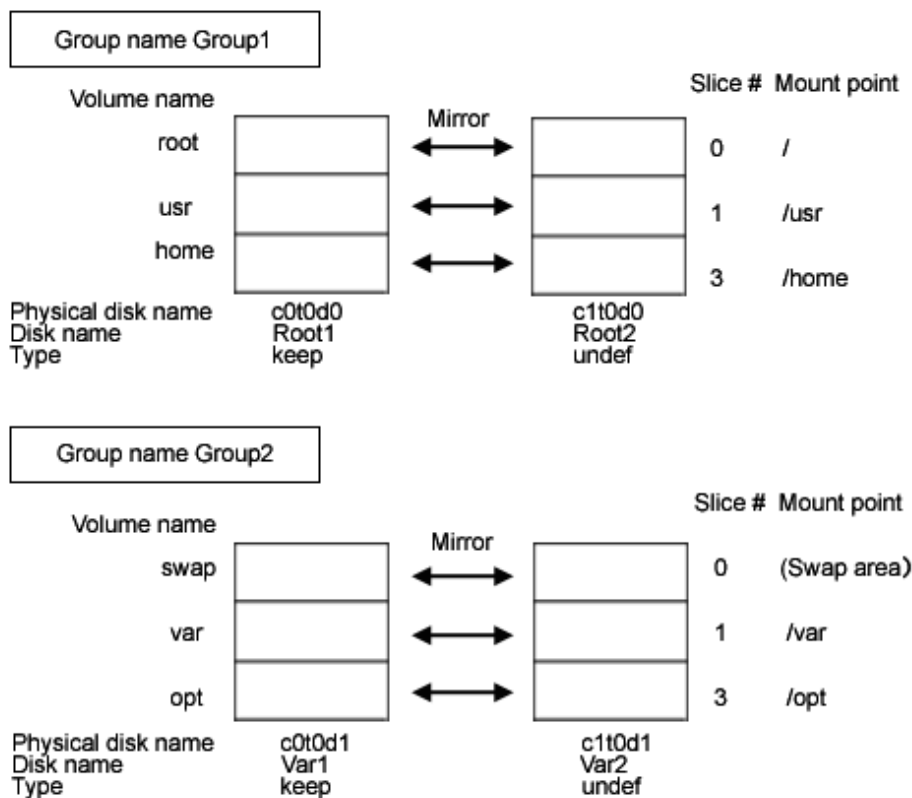 Group name Group1
Slice # Mount point
Volume name
Mirror
root 0 /
usr 1 /usr
home 3 /home
Physical disk name c0t0d0 c1t0d0
Disk name Root1 Root2
Type keep undef
Group name Group2
Slice # Mount point
Volume name
Mirror
swap 0 (Swap area)
var 1 /var
opt 3 /opt
Physical disk name c0t0d1 c1t0d1
Disk name Var1 Var2
Type keep undef